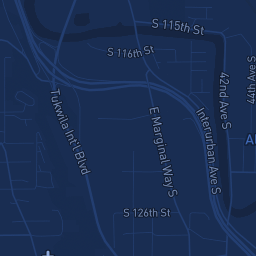 S 115th St
S 116th St
44th Ave S
42nd Ave S
Tukwila Int'l Blvd
E Marginal Way S
Interurban Ave S
S 126th St